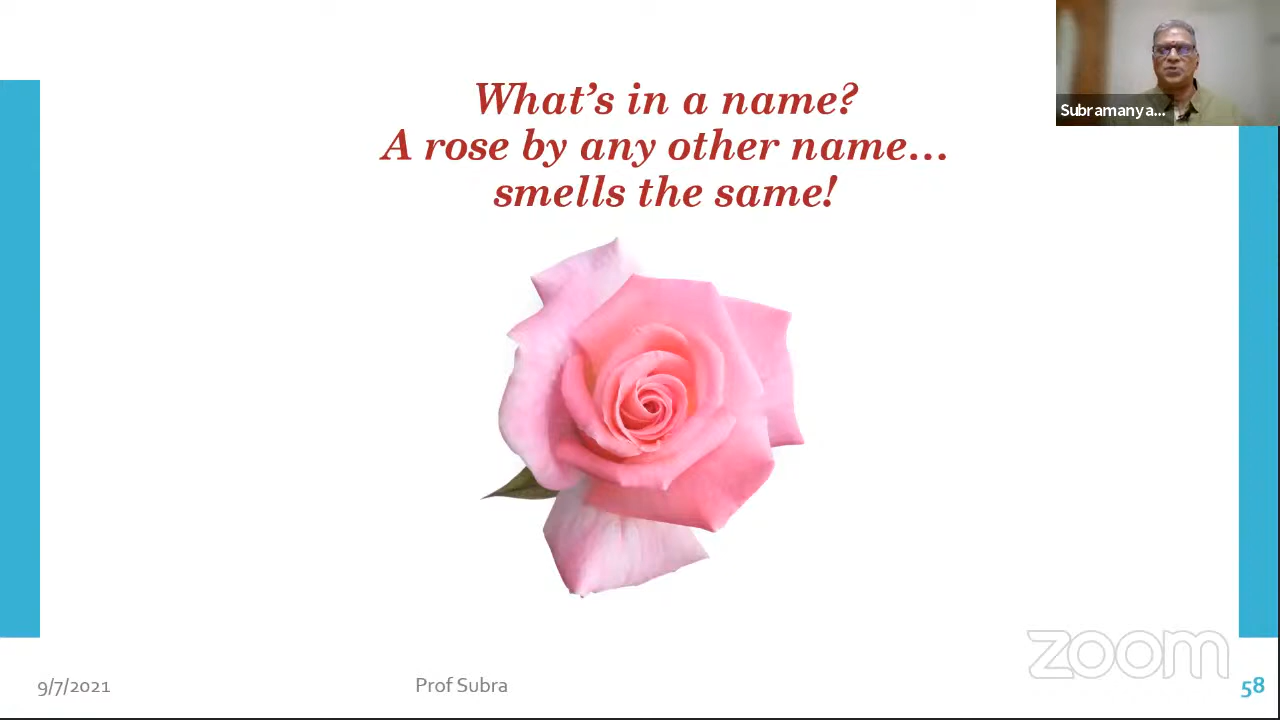 What's in a name?
A rose by any other name...
smells the same!
Subramanya...
zoom
9/7/2021
Prof Subra
58